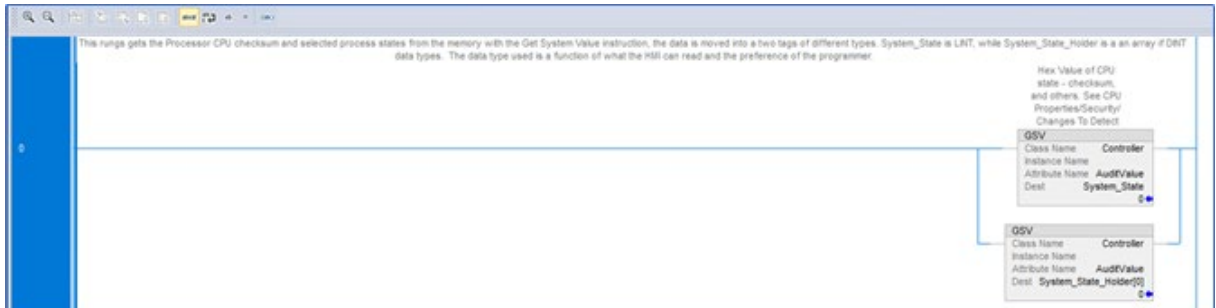 This rungs gets the Processor CPU checksum and selected process states from the memory with the Get System Value instruction, the data is moved into a two tags of different types. System_State is LINT, while System_State_Holder is a an array if DINT
data types. The data type used is a function of what the HMI can read and the preference of the programmer.
Hex Value of CPU
state - checksum,
and others. See CPU
Properties/Security/
Changes To Detect
0
GSV
Class Name Controller
Instance Name
Attribute Name AuditValue
Dest System_State
0
GSV
Class Name Controller
Instance Name
Attribute Name AuditValue
Dest System_State_Holder[0]
0